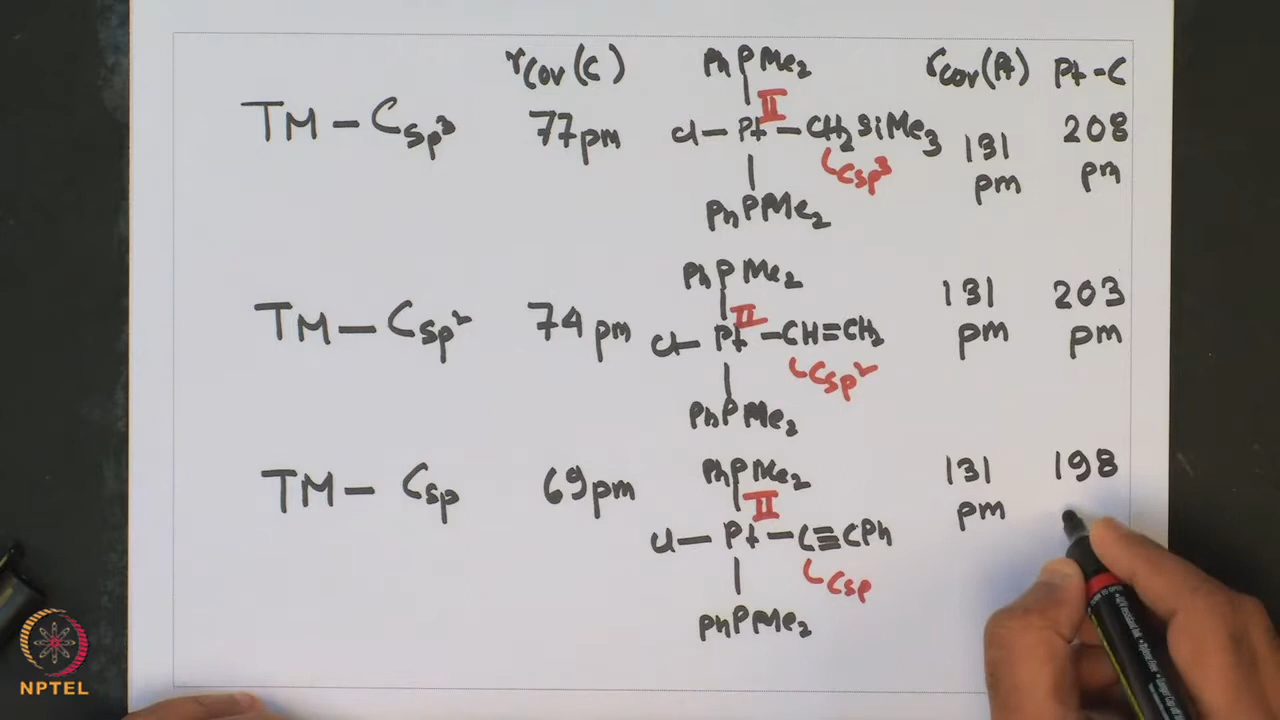 r_cov(C) PhPMe₂ r_cov(Pt) Pt-C
II
TM-C_sp³ 77pm Cl-Pt-CH₂SiMe₃ 131 pm 208 pm
C_sp³
PhPMe₂
PhPMe₂
II
TM-C_sp² 74pm Cl-Pt-CH=CH₂ 131 pm 203 pm
C_sp²
PhPMe₂
PhPMe₂
II
TM-C_sp 69pm Cl-Pt-C≡CPh 131 pm 198
C_sp
PhPMe₂
NPTEL